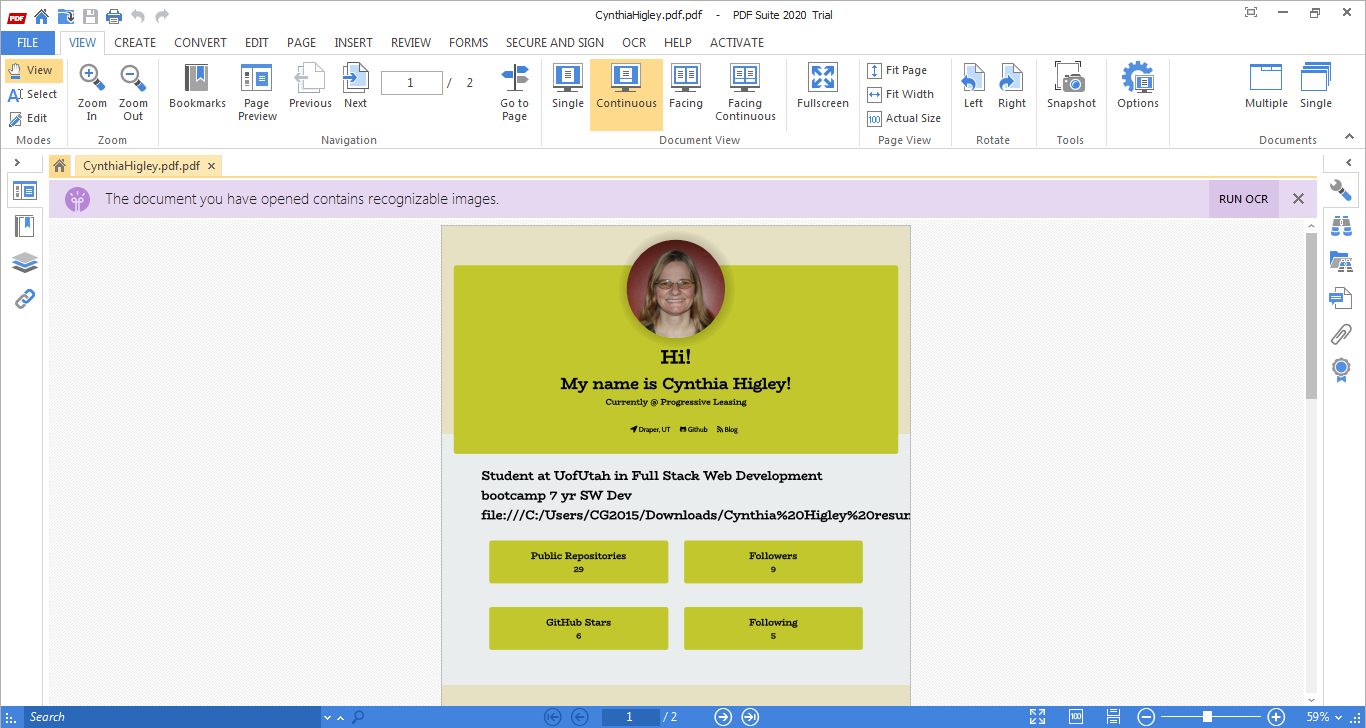 PDF
CynthiaHigley.pdf.pdf - PDF Suite 2020 Trial
FILE VIEW CREATE CONVERT EDIT PAGE INSERT REVIEW FORMS SECURE AND SIGN OCR HELP ACTIVATE
View
Select
Edit
Modes
Zoom In
Zoom Out
Zoom
Bookmarks
Page Preview
Previous
Next
1 / 2
Go to Page
Navigation
Single
Continuous
Facing
Facing Continuous
Document View
Fullscreen
Fit Page
Fit Width
100 Actual Size
Page View
Left
Right
Rotate
Snapshot
Tools
Options
Multiple
Single
Documents
CynthiaHigley.pdf.pdf
The document you have opened contains recognizable images.
RUN OCR
Hi!
My name is Cynthia Higley!
Currently @ Progressive Leasing
Draper, UT Github Blog
Student at UofUtah in Full Stack Web Development
bootcamp 7 yr SW Dev
file:///C:/Users/CG2015/Downloads/Cynthia%20Higley%20resun
Public Repositories
29
Followers
9
GitHub Stars
6
Following
5
Search
1 / 2
100
59%